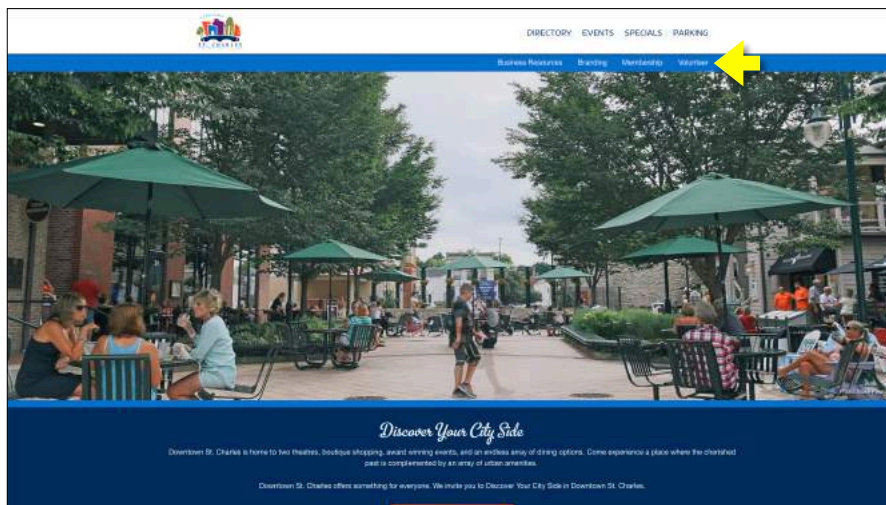 ST. CHARLES
DIRECTORY EVENTS SPECIALS PARKING
Business Resources Branding Membership Volunteer
Discover Your City Side
Downtown St. Charles is home to two theatres, boutique shopping, award winning events, and an endless array of dining options. Come experience a place where the cherished
past is complemented by an array of urban amenities.
Downtown St. Charles offers something for everyone. We invite you to Discover Your City Side in Downtown St. Charles.